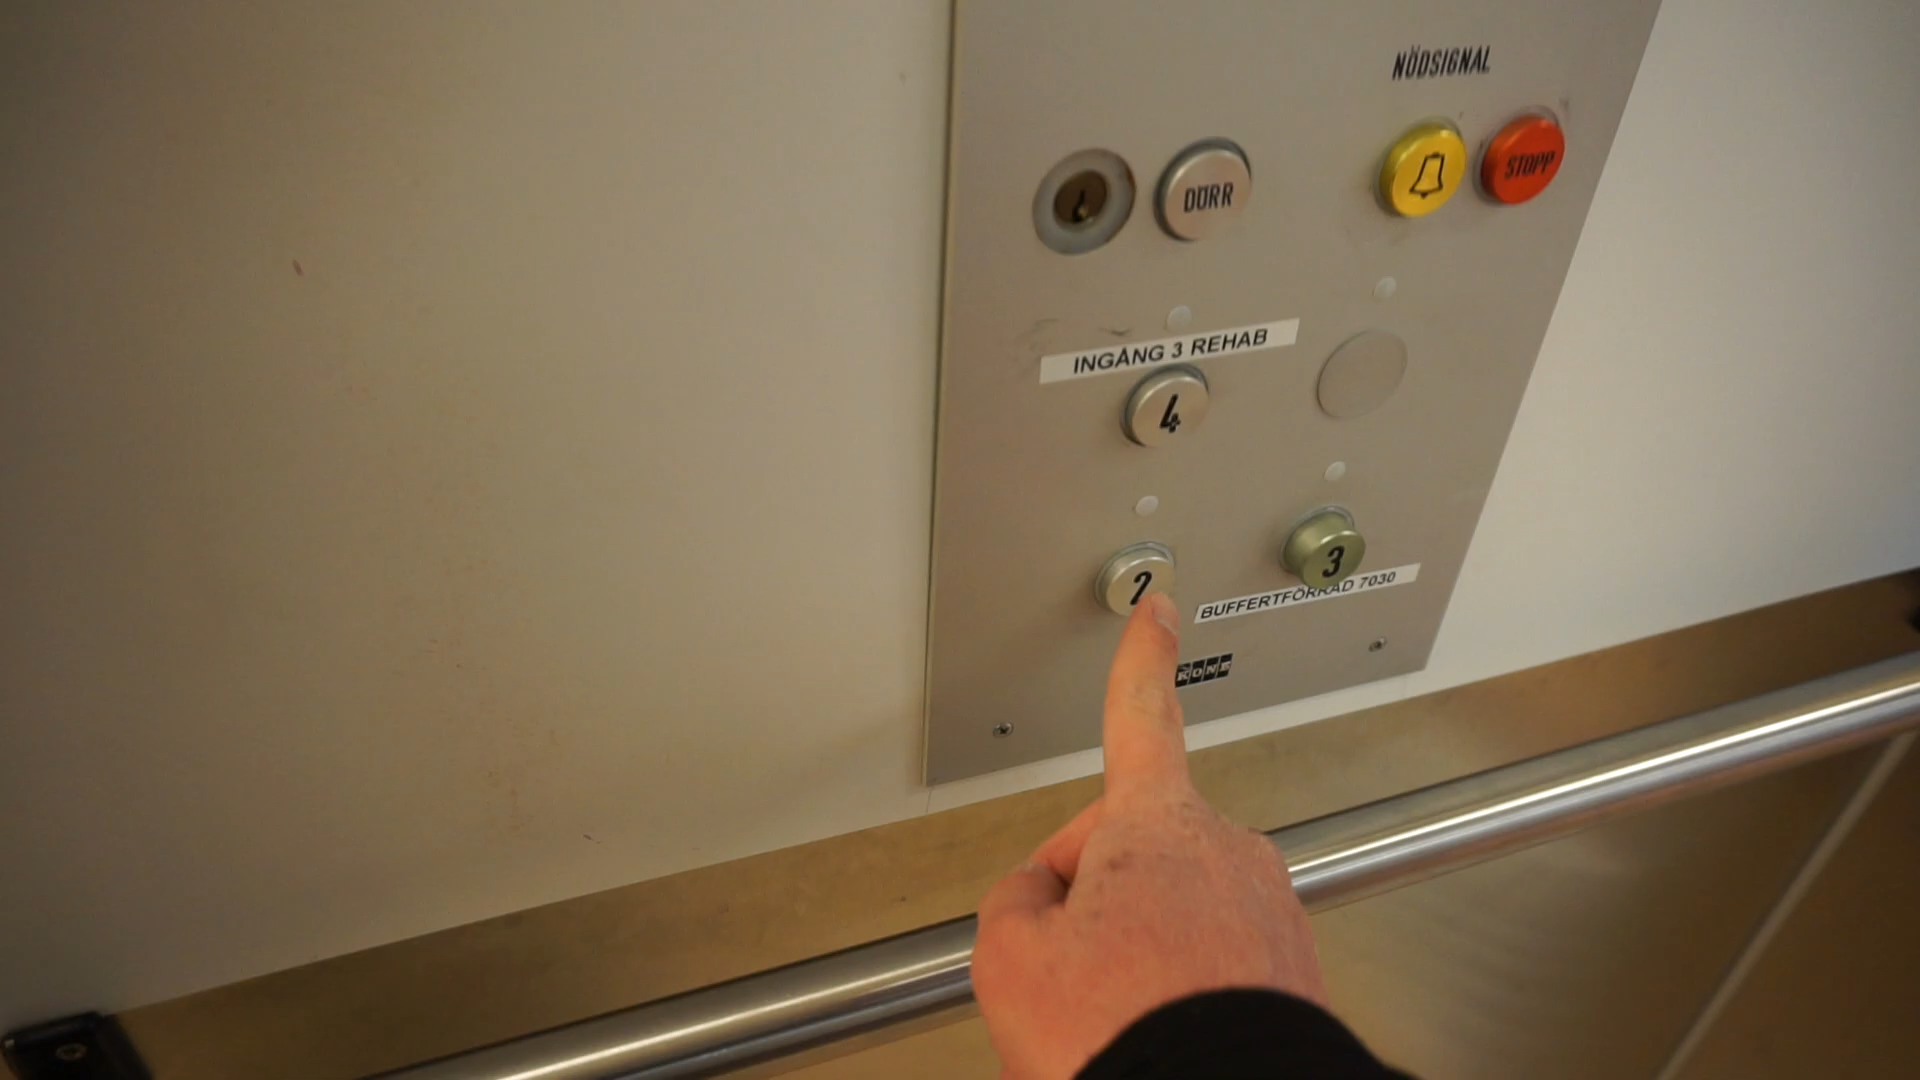 NÖDSIGNAL
DÖRR
STOPP
INGÅNG 3 REHAB
4
2
3
BUFFERTFÖRRÅD 7030
KONE